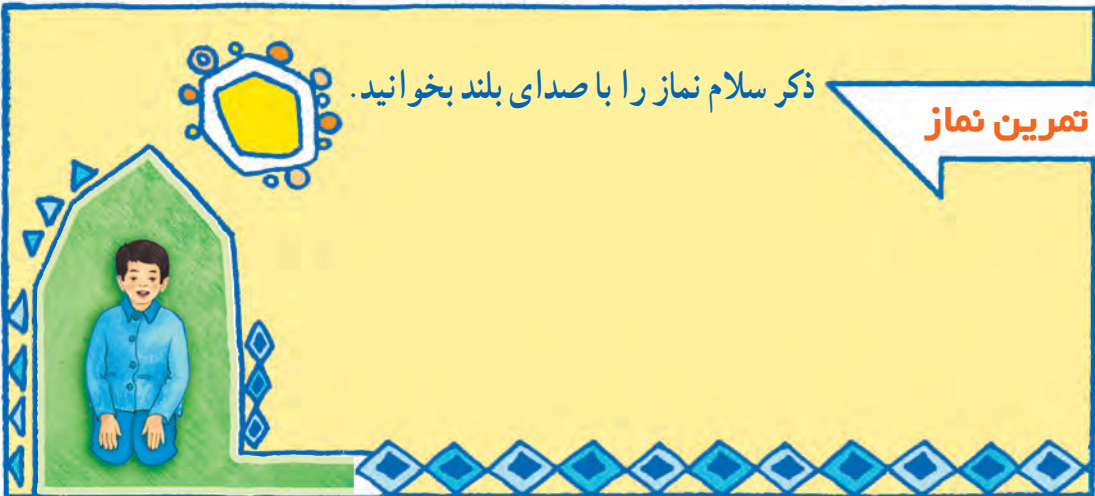 تمرین نماز
ذکر سلام نماز را با صدای بلند بخوانید.